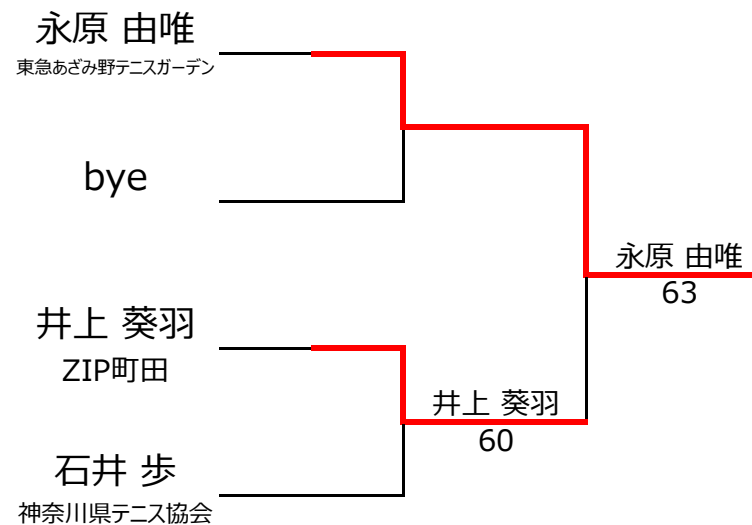 永原 由唯
東急あざみ野テニスガーデン
bye
永原 由唯
63
井上 葵羽
ZIP町田
井上 葵羽
60
石井 歩
神奈川県テニス協会